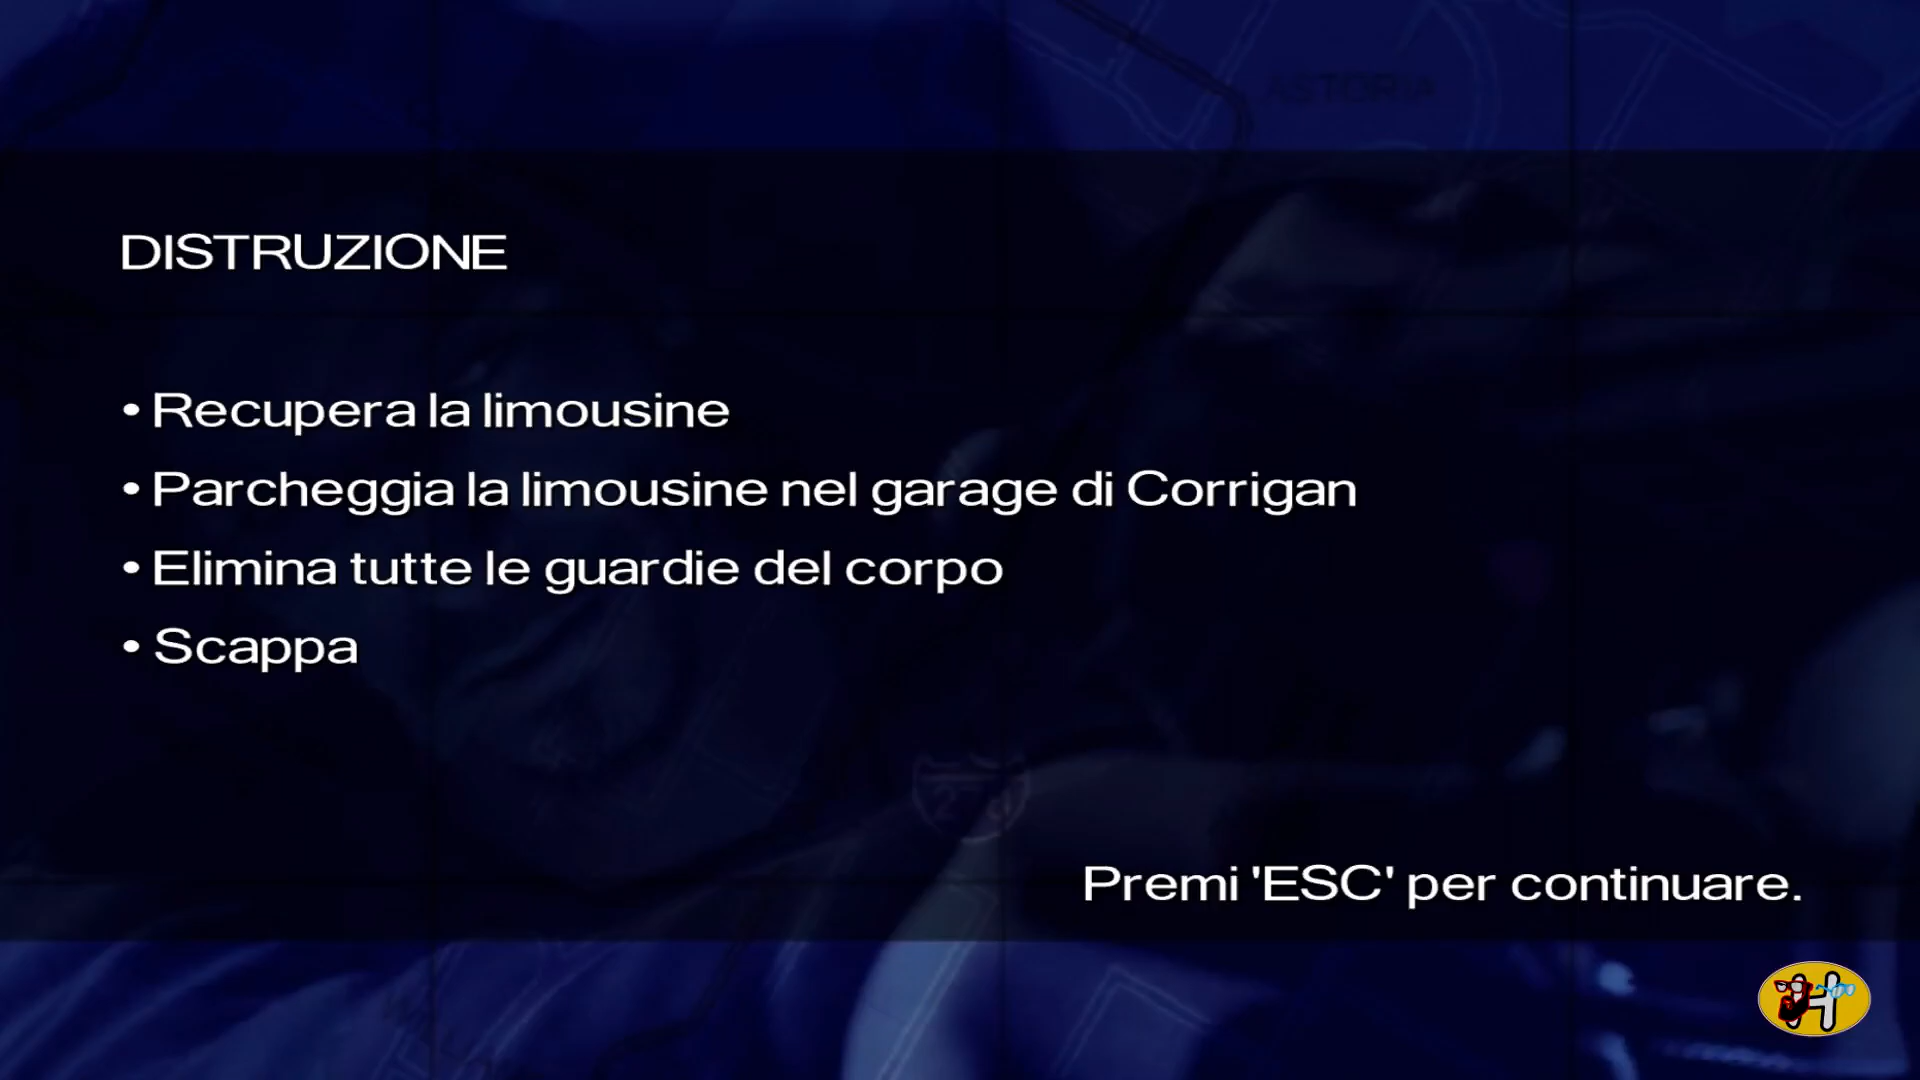 ASTORIA
DISTRUZIONE
• Recupera la limousine
• Parcheggia la limousine nel garage di Corrigan
• Elimina tutte le guardie del corpo
• Scappa
Premi 'ESC' per continuare.